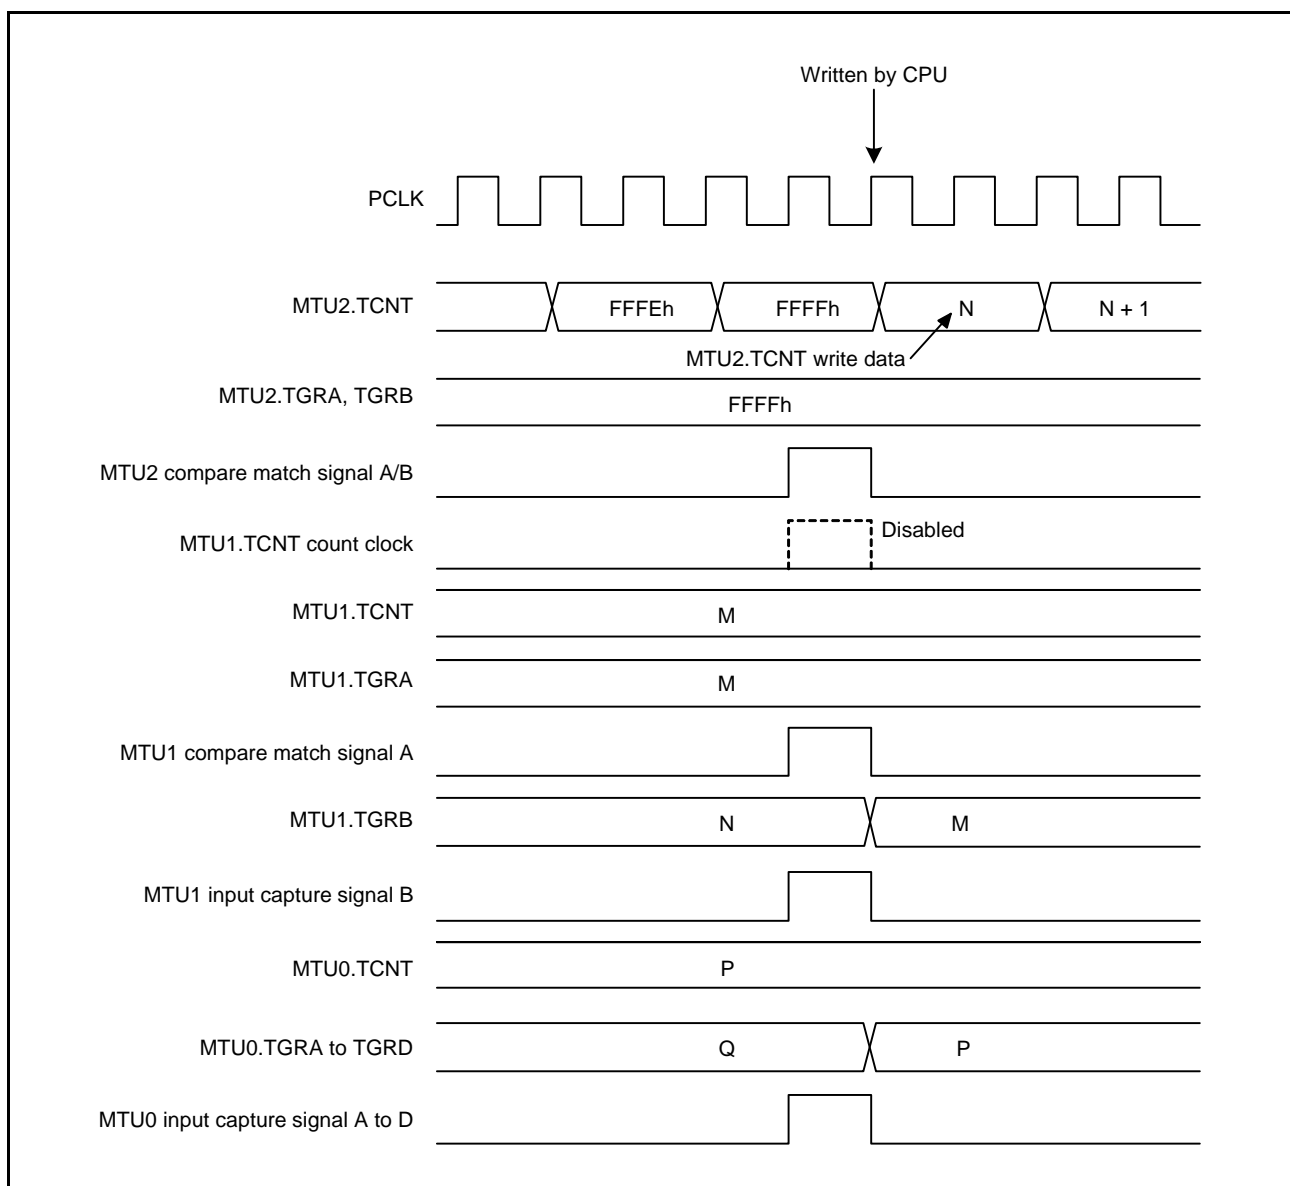 Written by CPU
PCLK
MTU2.TCNT FFFEh FFFFh N N + 1
MTU2.TCNT write data
MTU2.TGRA, TGRB FFFFh
MTU2 compare match signal A/B
MTU1.TCNT count clock Disabled
MTU1.TCNT M
MTU1.TGRA M
MTU1 compare match signal A
MTU1.TGRB N M
MTU1 input capture signal B
MTU0.TCNT P
MTU0.TGRA to TGRD Q P
MTU0 input capture signal A to D